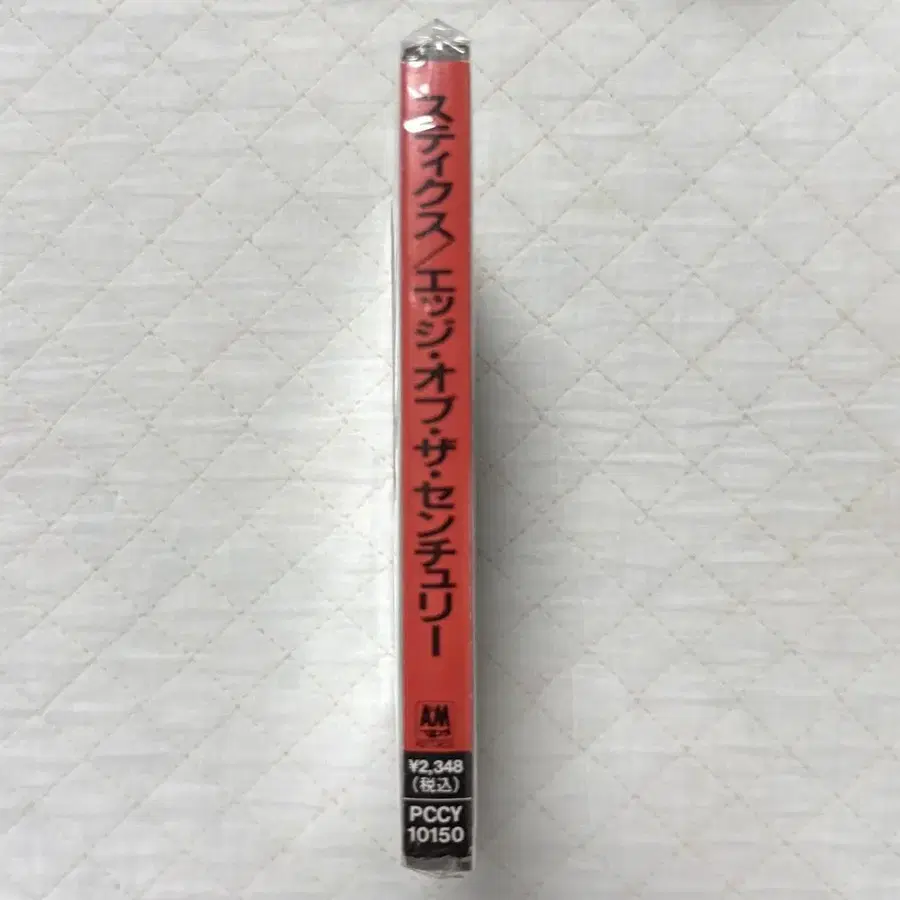 スティクス/エッジ・オブ・ザ・センチュリー
A&M
¥2,348
(税込)
PCCY
10150